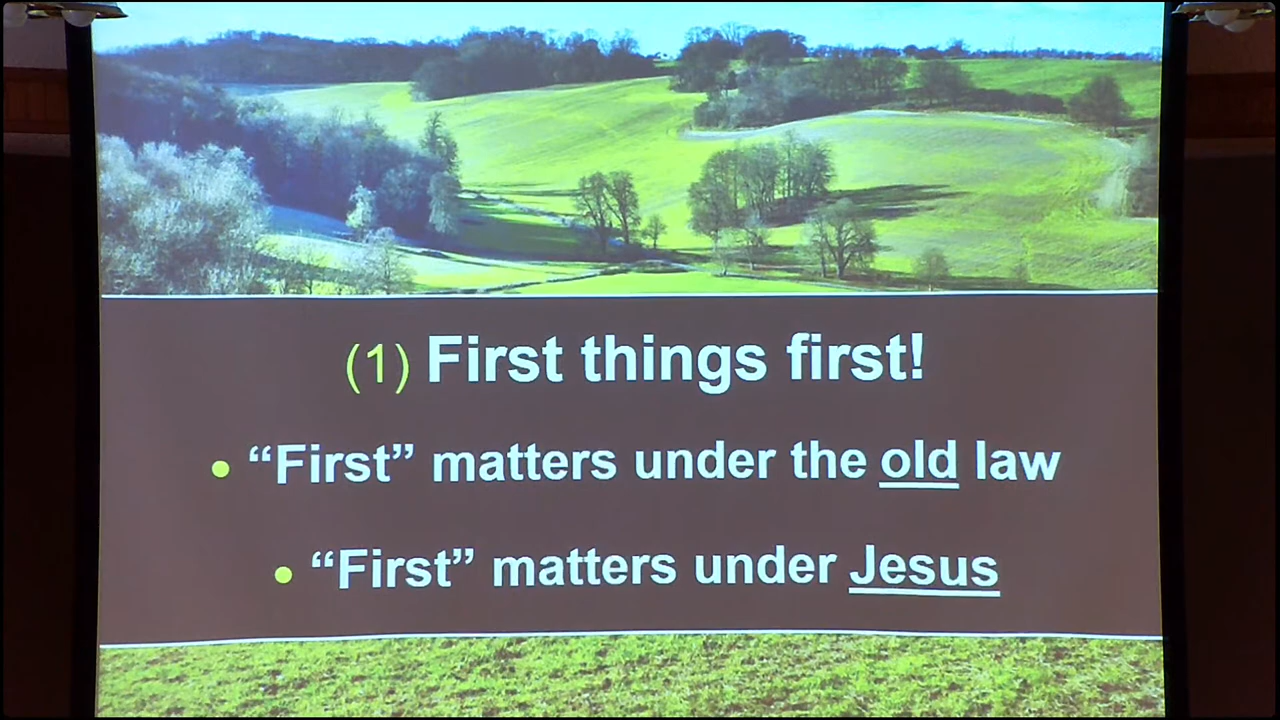 (1) First things first!
• “First” matters under the old law
• “First” matters under Jesus